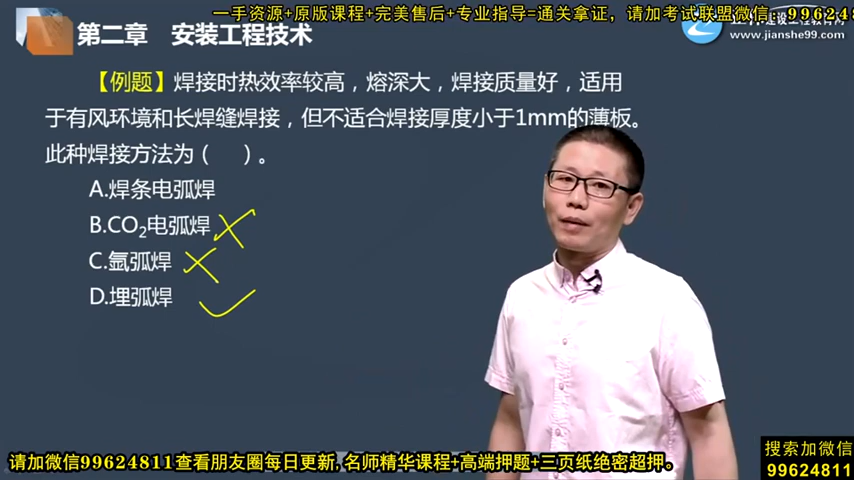 一手资源+原版课程+完美售后+专业指导=通关拿证，请加考试联盟微信：996248
www.jianshe99.com
第二章 安装工程技术
【例题】焊接时热效率较高，熔深大，焊接质量好，适用
于有风环境和长焊缝焊接，但不适合焊接厚度小于1mm的薄板。
此种焊接方法为（ ）。
A.焊条电弧焊
B.CO₂电弧焊
C.氩弧焊
D.埋弧焊
搜索加微信
请加微信99624811查看朋友圈每日更新,名师精华课程+高端押题+三页纸绝密超押。
99624811